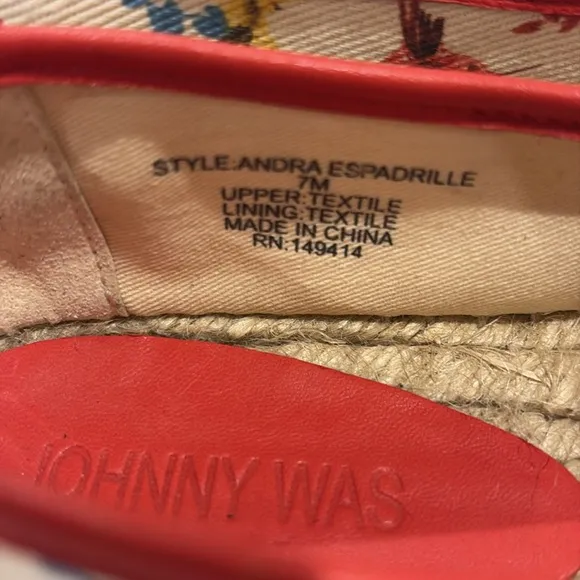 STYLE:ANDRA ESPADRILLE
7M
UPPER:TEXTILE
LINING:TEXTILE
MADE IN CHINA
RN:149414
JOHNNY WAS